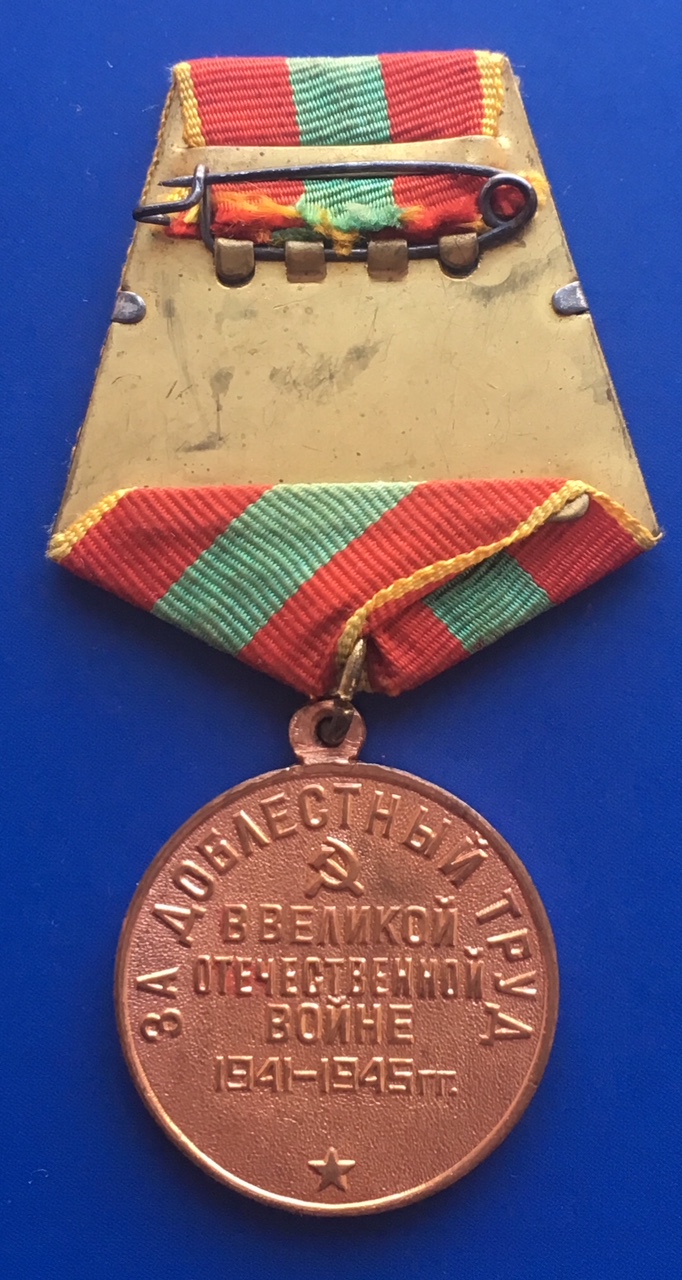 ЗА ДОБЛЕСТНЫЙ ТРУД
В ВЕЛИКОЙ
ОТЕЧЕСТВЕННОЙ
ВОЙНЕ
1941-1945 гг.